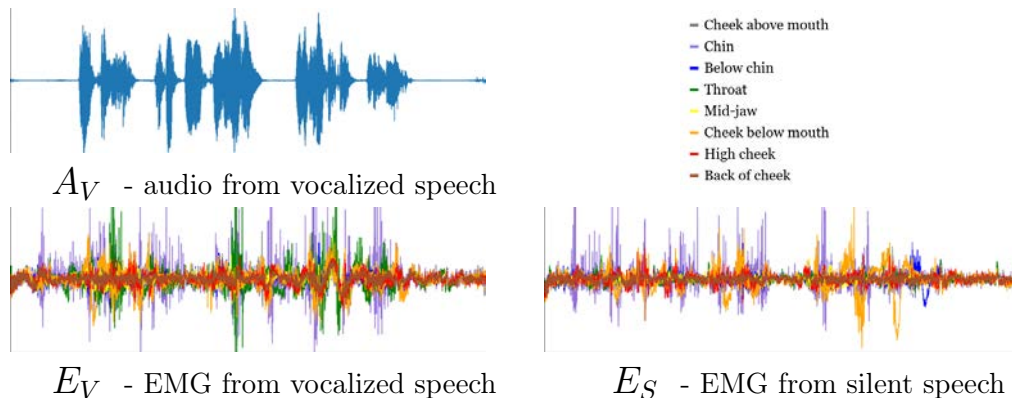 Cheek above mouth
Chin
Below chin
Throat
Mid-jaw
Cheek below mouth
High cheek
Back of cheek
A_V - audio from vocalized speech
E_V - EMG from vocalized speech
E_S - EMG from silent speech